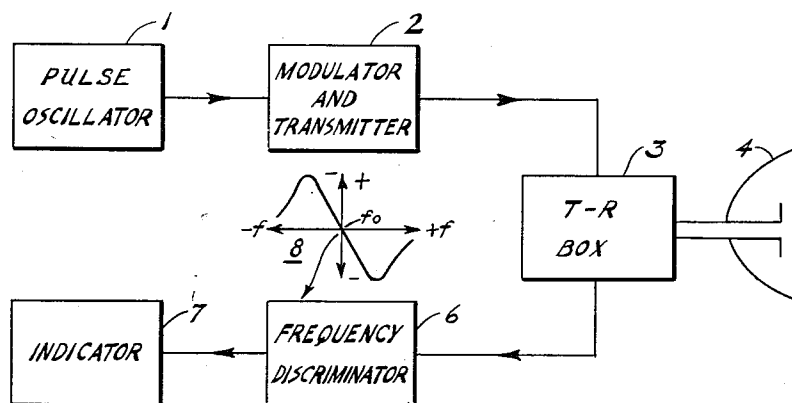 1
2
PULSE
OSCILLATOR
MODULATOR
AND
TRANSMITTER
3
4
T-R
BOX
- +
fo
-f +f
8
-
7
6
INDICATOR
FREQUENCY
DISCRIMINATOR